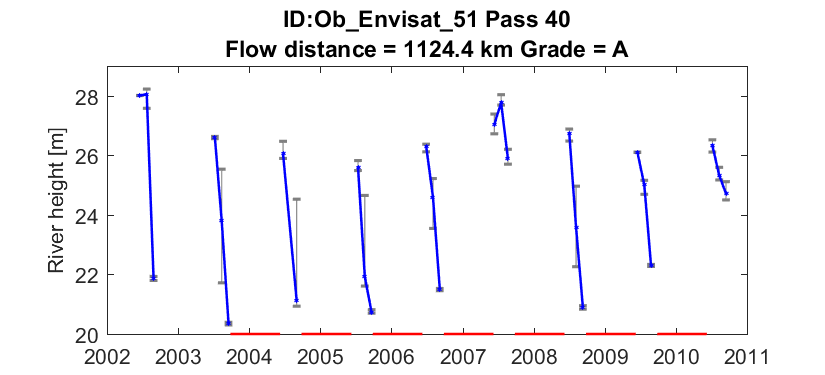 ID:Ob_Envisat_51 Pass 40
Flow distance = 1124.4 km Grade = A
River height [m]
28
26
24
22
20
2002 2003 2004 2005 2006 2007 2008 2009 2010 2011